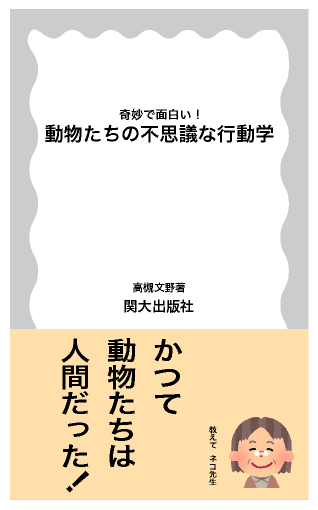 奇妙で面白い！
動物たちの不思議な行動学
高槻文野著
関大出版社
かつて
動物たちは
人間だった！
教えて ネコ先生